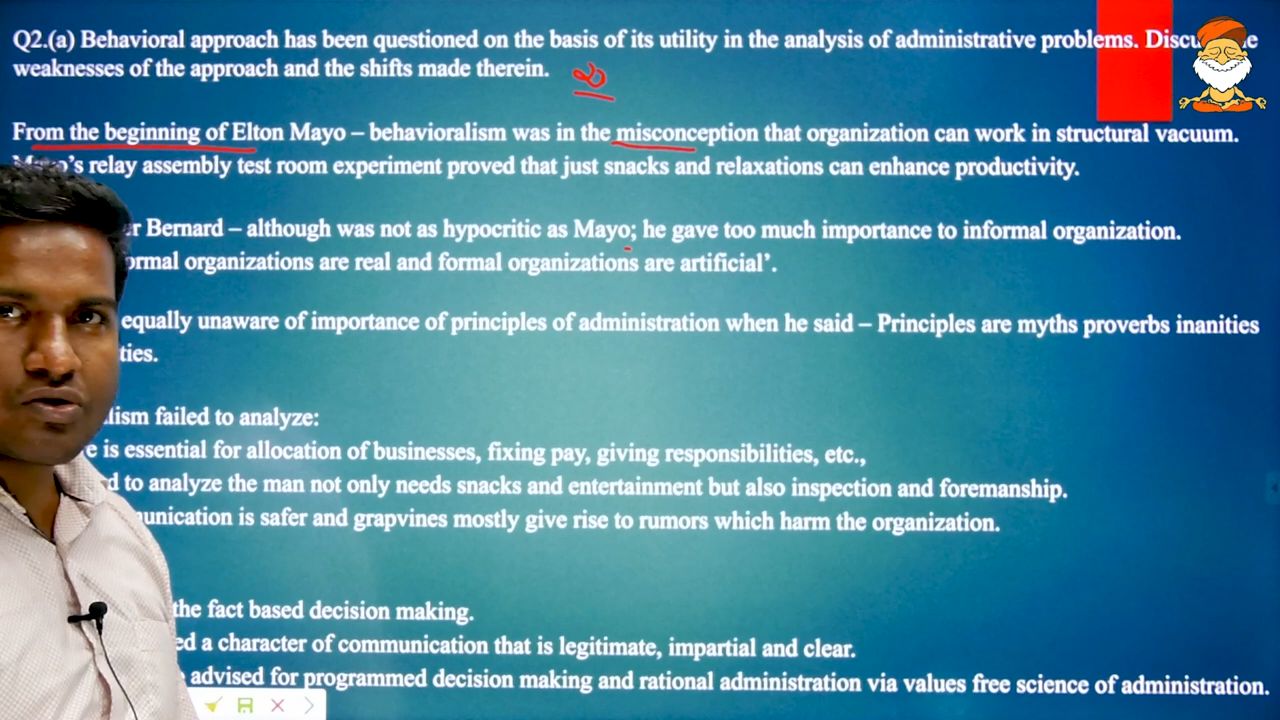 Q2.(a) Behavioral approach has been questioned on the basis of its utility in the analysis of administrative problems.
weaknesses of the approach and the shifts made therein.
From the beginning of Elton Mayo – behavioralism was in the misconception that organization can work in structural vacuum.
relay assembly test room experiment proved that just snacks and relaxations can enhance productivity.
Bernard – although was not as hypocritic as Mayo; he gave too much importance to informal organization.
organizations are real and formal organizations are artificial’.
equally unaware of importance of principles of administration when he said – Principles are myths proverbs inanities
failed to analyze:
is essential for allocation of businesses, fixing pay, giving responsibilities, etc.,
to analyze the man not only needs snacks and entertainment but also inspection and foremanship.
is safer and grapvines mostly give rise to rumors which harm the organization.
the fact based decision making.
a character of communication that is legitimate, impartial and clear.
advised for programmed decision making and rational administration via values free science of administration.